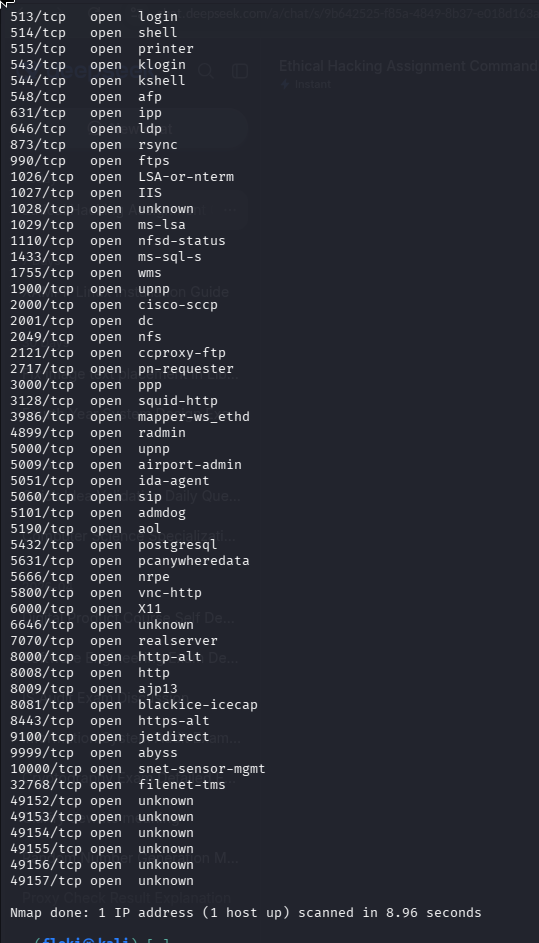 Ethical Hacking Assignment Command
Instant
513/tcp open login
514/tcp open shell
515/tcp open printer
543/tcp open klogin
544/tcp open kshell
548/tcp open afp
631/tcp open ipp
646/tcp open ldp
873/tcp open rsync
990/tcp open ftps
1026/tcp open LSA-or-nterm
1027/tcp open IIS
1028/tcp open unknown
1029/tcp open ms-lsa
1110/tcp open nfsd-status
1433/tcp open ms-sql-s
1755/tcp open wms
1900/tcp open upnp
2000/tcp open cisco-sccp
2001/tcp open dc
2049/tcp open nfs
2121/tcp open ccproxy-ftp
2717/tcp open pn-requester
3000/tcp open ppp
3128/tcp open squid-http
3986/tcp open mapper-ws_ethd
4899/tcp open radmin
5000/tcp open upnp
5009/tcp open airport-admin
5051/tcp open ida-agent
5060/tcp open sip
5101/tcp open admdog
5190/tcp open aol
5432/tcp open postgresql
5631/tcp open pcanywheredata
5666/tcp open nrpe
5800/tcp open vnc-http
6000/tcp open X11
6646/tcp open unknown
7070/tcp open realserver
8000/tcp open http-alt
8008/tcp open http
8009/tcp open ajp13
8081/tcp open blackice-icecap
8443/tcp open https-alt
9100/tcp open jetdirect
9999/tcp open abyss
10000/tcp open snet-sensor-mgmt
32768/tcp open filenet-tms
49152/tcp open unknown
49153/tcp open unknown
49154/tcp open unknown
49155/tcp open unknown
49156/tcp open unknown
49157/tcp open unknown
Proxy Check Result Explanation
Nmap done: 1 IP address (1 host up) scanned in 8.96 seconds